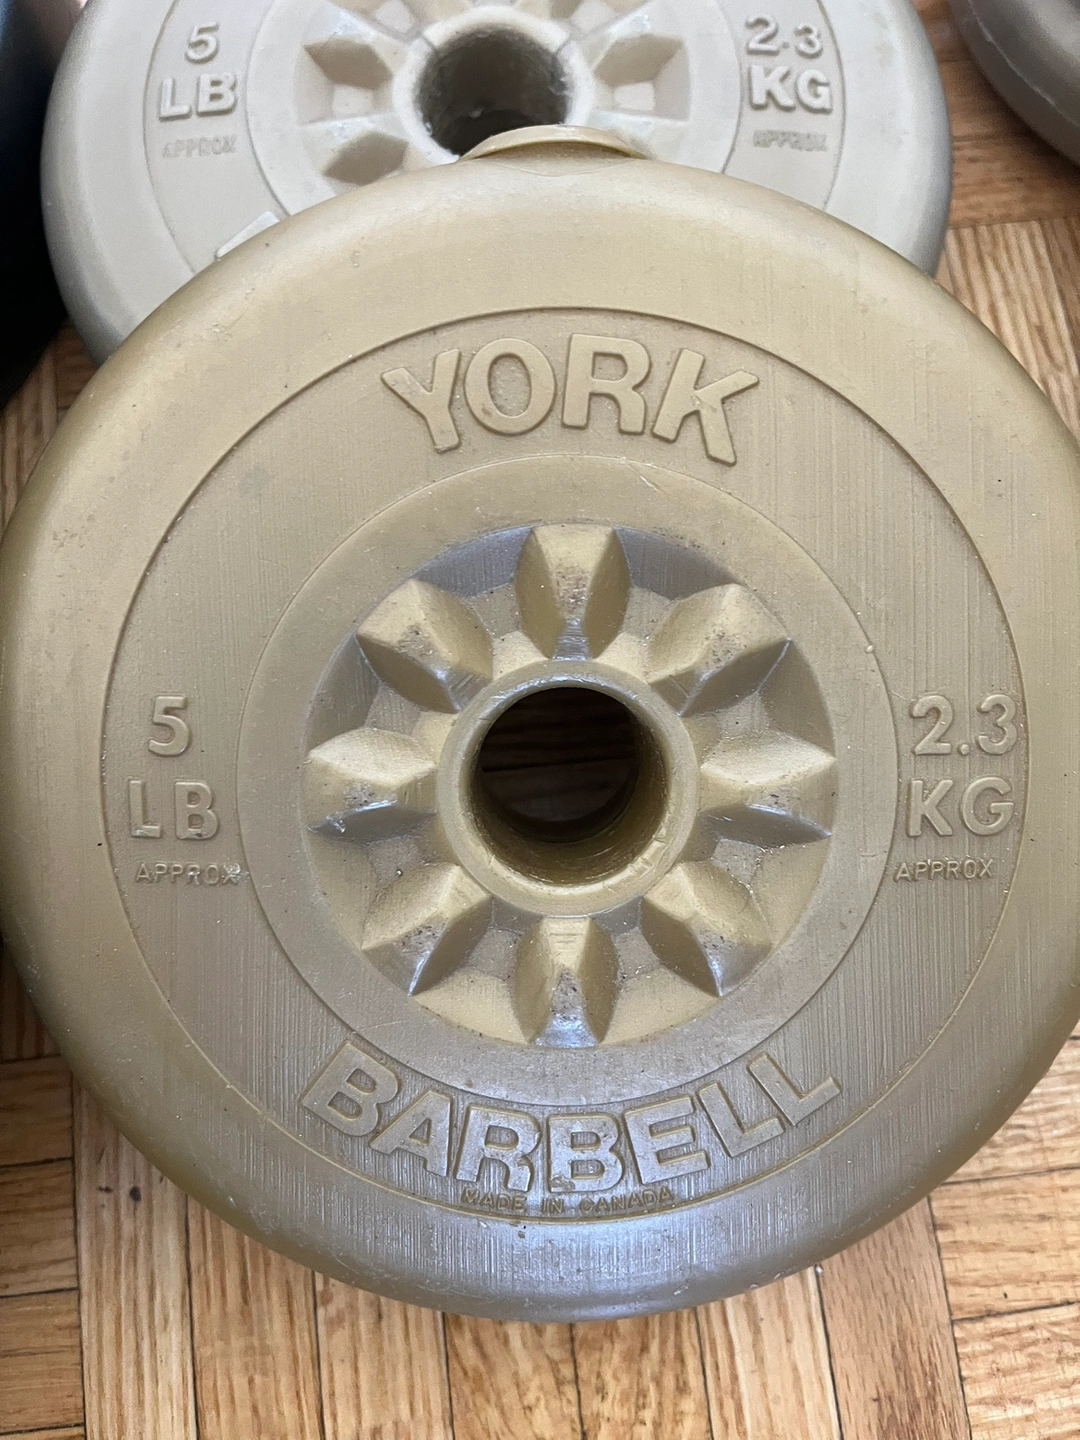 5
LB
APPROX
2.3
KG
APPROX
YORK
5
LB
APPROX
2.3
KG
APPROX
BARBELL
MADE IN CANADA